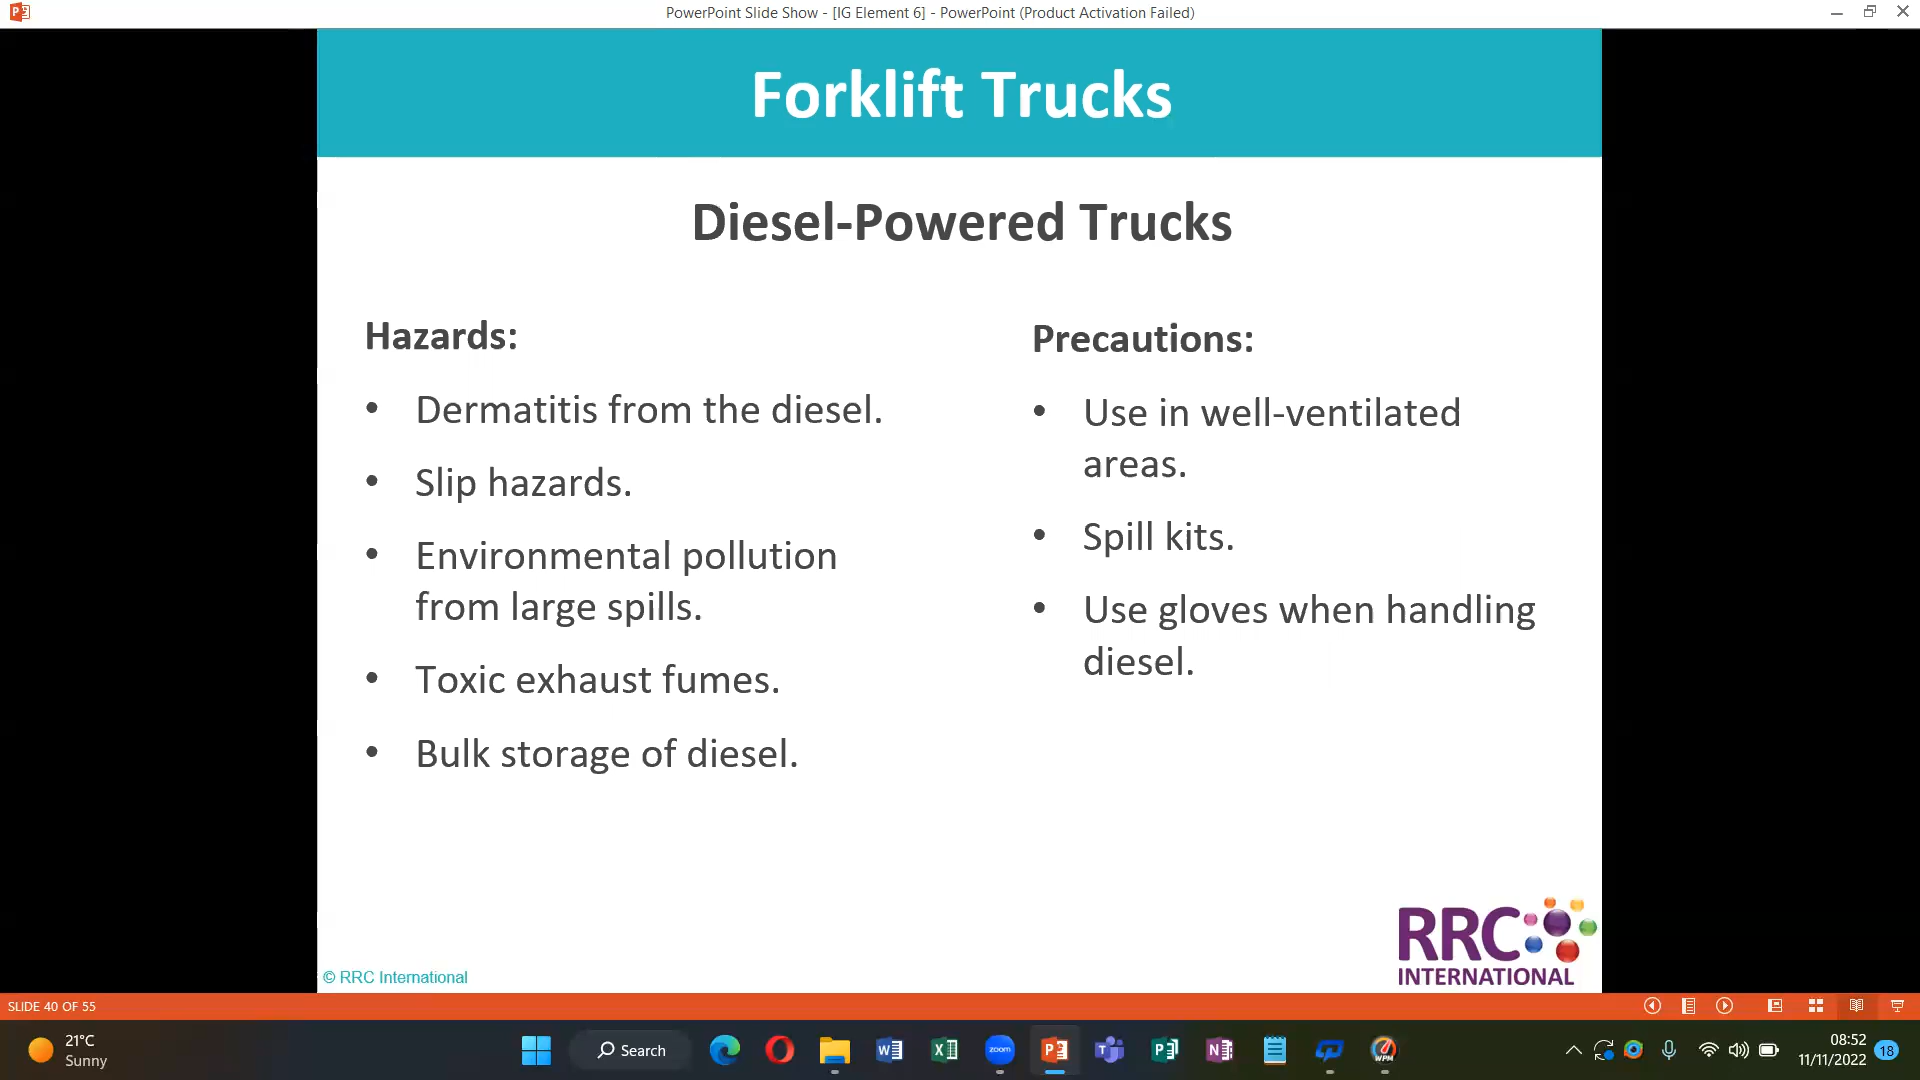 PowerPoint Slide Show - [IG Element 6] - PowerPoint (Product Activation Failed)
Forklift Trucks
Diesel-Powered Trucks
Hazards:
• Dermatitis from the diesel.
• Slip hazards.
• Environmental pollution
from large spills.
• Toxic exhaust fumes.
• Bulk storage of diesel.
Precautions:
• Use in well-ventilated
areas.
• Spill kits.
• Use gloves when handling
diesel.
RRC
INTERNATIONAL
© RRC International
SLIDE 40 OF 55
21°C
Sunny
Search
zoom
WPM
08:52
11/11/2022
18